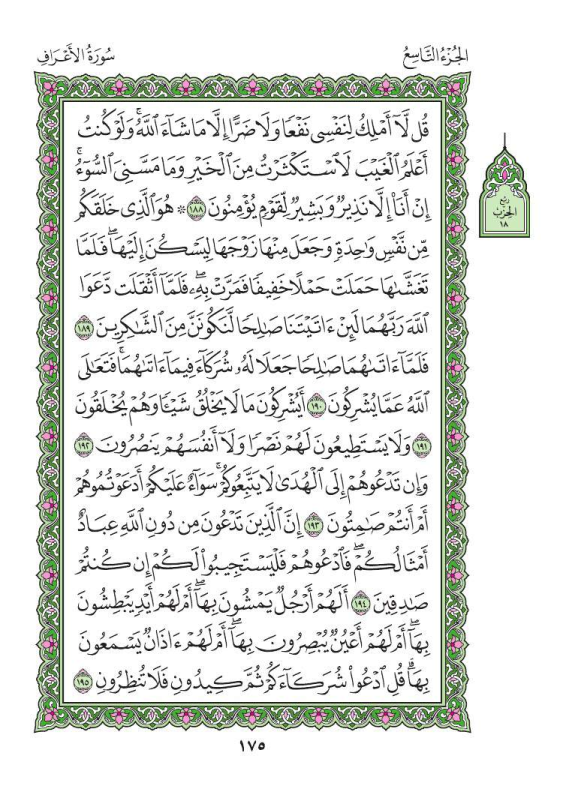 الجُزْءُ التَّاسِعُ
سُورَةُ الأَعْرَافِ
قُل لَّآ أَمْلِكُ لِنَفْسِى نَفْعًا وَلَا ضَرًّا إِلَّا مَا شَآءَ ٱللَّهُۚ وَلَوْ كُنتُ
أَعْلَمُ ٱلْغَيْبَ لَٱسْتَكْثَرْتُ مِنَ ٱلْخَيْرِ وَمَا مَسَّنِىَ ٱلسُّوٓءُۚ
إِنْ أَنَا۠ إِلَّا نَذِيرٌ وَبَشِيرٌ لِّقَوْمٍ يُؤْمِنُونَ ١٨٨ ۞ هُوَ ٱلَّذِى خَلَقَكُم
مِّن نَّفْسٍ وَٰحِدَةٍ وَجَعَلَ مِنْهَا زَوْجَهَا لِيَسْكُنَ إِلَيْهَاۖ فَلَمَّا
تَغَشَّىٰهَا حَمَلَتْ حَمْلًا خَفِيفًا فَمَرَّتْ بِهِۦۖ فَلَمَّآ أَثْقَلَت دَّعَوَا
ٱللَّهَ رَبَّهُمَا لَئِنْ ءَاتَيْتَنَا صَٰلِحًا لَّنَكُونَنَّ مِنَ ٱلشَّٰكِرِينَ ١٨٩
فَلَمَّآ ءَاتَىٰهُمَا صَٰلِحًا جَعَلَا لَهُۥ شُرَكَآءَ فِيمَآ ءَاتَىٰهُمَاۚ فَتَعَٰلَى
ٱللَّهُ عَمَّا يُشْرِكُونَ ١٩٠ أَيُشْرِكُونَ مَا لَا يَخْلُقُ شَيْـًٔا وَهُمْ يُخْلَقُونَ
١٩١ وَلَا يَسْتَطِيعُونَ لَهُمْ نَصْرًا وَلَآ أَنفُسَهُمْ يَنصُرُونَ ١٩٢
وَإِن تَدْعُوهُمْ إِلَى ٱلْهُدَىٰ لَا يَتَّبِعُوكُمْۚ سَوَآءٌ عَلَيْكُمْ أَدَعَوْتُمُوهُمْ
أَمْ أَنتُمْ صَٰمِتُونَ ١٩٣ إِنَّ ٱلَّذِينَ تَدْعُونَ مِن دُونِ ٱللَّهِ عِبَادٌ
أَمْثَالُكُمْۖ فَٱدْعُوهُمْ فَلْيَسْتَجِيبُوا۟ لَكُمْ إِن كُنتُمْ
صَٰدِقِينَ ١٩٤ أَلَهُمْ أَرْجُلٌ يَمْشُونَ بِهَآۖ أَمْ لَهُمْ أَيْدٍ يَبْطِشُونَ
بِهَآۖ أَمْ لَهُمْ أَعْيُنٌ يُبْصِرُونَ بِهَآۖ أَمْ لَهُمْ ءَاذَانٌ يَسْمَعُونَ
بِهَاۗ قُلِ ٱدْعُوا۟ شُرَكَآءَكُمْ ثُمَّ كِيدُونِ فَلَا تُنظِرُونِ ١٩٥
ربع
الحزب
١٨
١٧٥